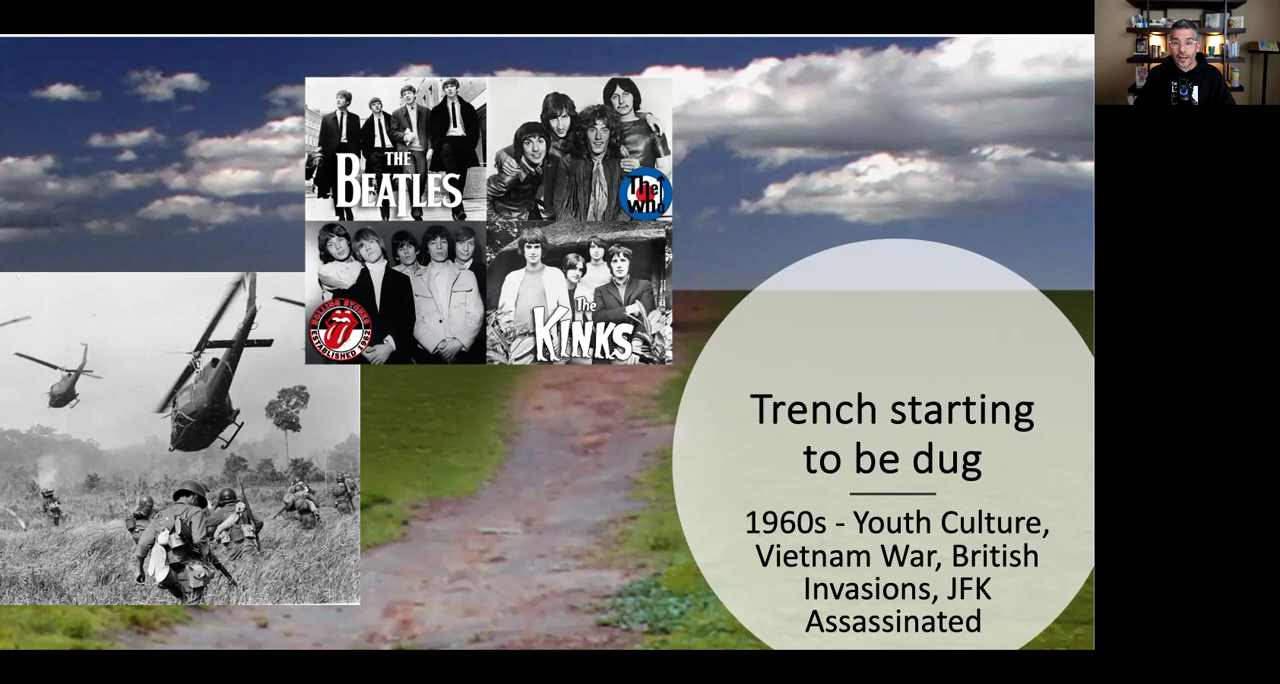 THE
BEATLES
The
WHO
ROLLING STONES
ESTABLISHED 1962
The
KINKS
Trench starting
to be dug
1960s - Youth Culture,
Vietnam War, British
Invasions, JFK
Assassinated